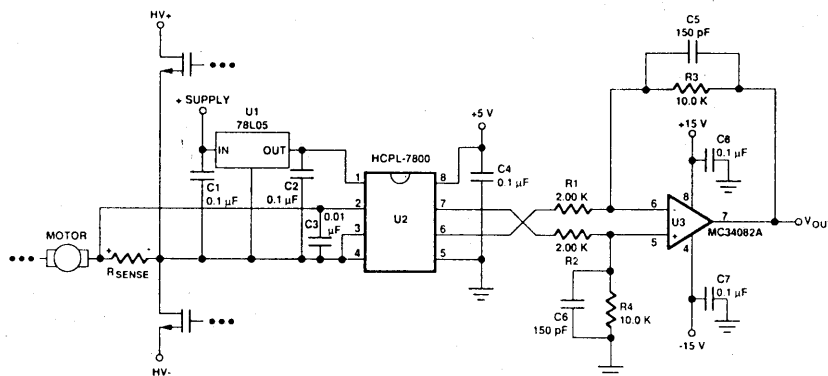 HV+
C5
150 pF
R3
10.0 K
+ SUPPLY
U1
78L05
IN
OUT
+5 V
+15 V
C8
0.1 µF
HCPL-7800
C1
0.1 µF
C2
0.1 µF
C4
0.1 µF
1
8
R1
2.00 K
8
2
U2
7
6
-
U3
7
VOU
MC34082A
C3
0.01
µF
3
6
5
+
4
MOTOR
+
-
RSENSE
4
5
2.00 K
R2
C7
0.1 µF
C6
150 pF
R4
10.0 K
-15 V
HV-